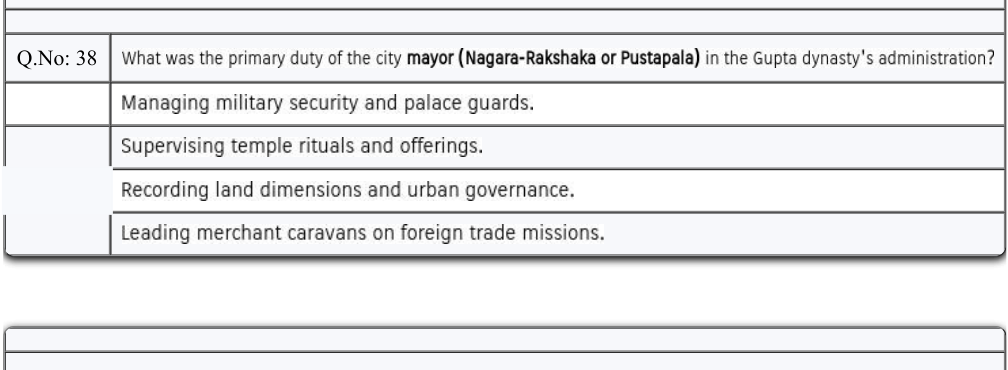 Q.No: 38 What was the primary duty of the city mayor (Nagara-Rakshaka or Pustapala) in the Gupta dynasty's administration?
Managing military security and palace guards.
Supervising temple rituals and offerings.
Recording land dimensions and urban governance.
Leading merchant caravans on foreign trade missions.